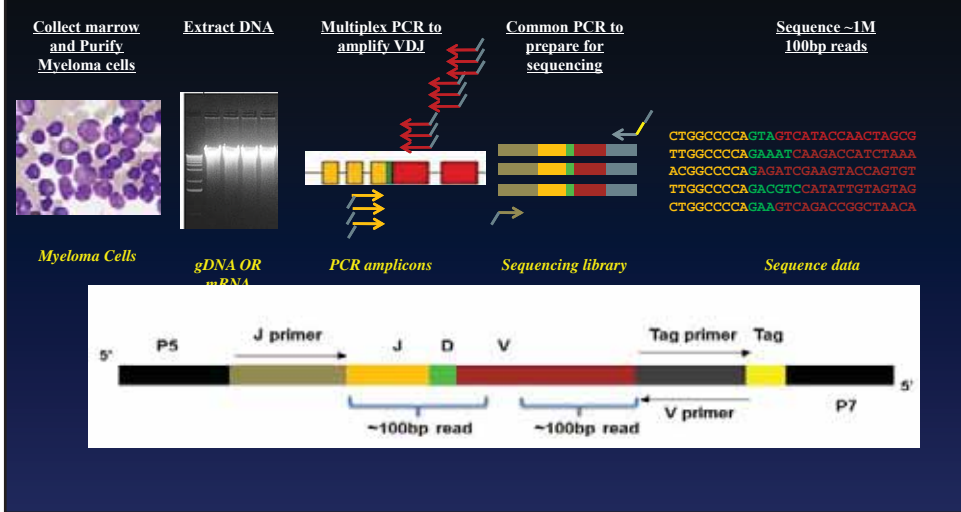 Collect marrow
and Purify
Myeloma cells
Extract DNA
Multiplex PCR to
amplify VDJ
Common PCR to
prepare for
sequencing
Sequence ~1M
100bp reads
CTGGCCCCAGTAGTCATACCAACTAGCG
TTGGCCCCAGAAATCAAGACCATCTAAA
ACGGCCCCAGAGATCGAAGTACCAGTGT
TTGGCCCCAGACGTCCATATTGTAGTAG
CTGGCCCCAGAAGTCAGACCGGCTAACA
Myeloma Cells
gDNA OR
mRNA
PCR amplicons
Sequencing library
Sequence data
5'
P5
J primer
J
D
V
Tag primer
Tag
5'
~100bp read
~100bp read
V primer
P7